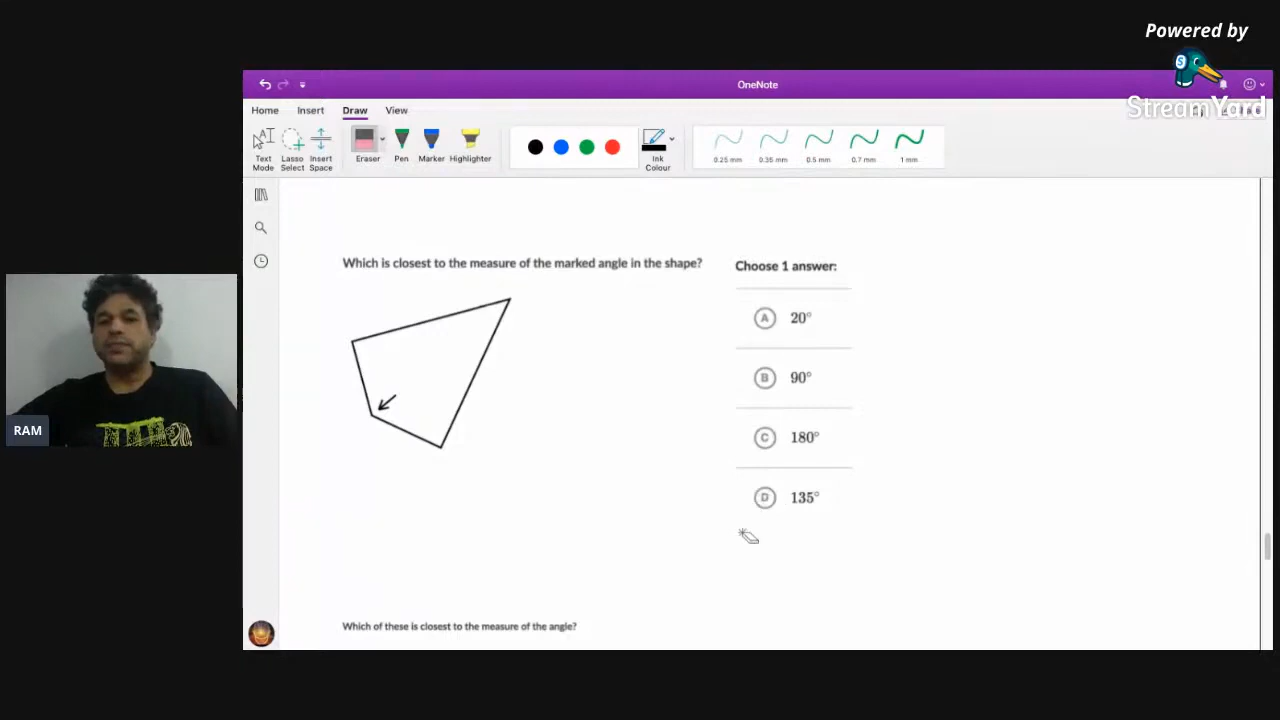 Powered by
StreamYard
OneNote
Home Insert Draw View
Text Mode
Lasso Select
Insert Space
Eraser
Pen
Marker
Highlighter
Ink Colour
0.25 mm
0.35 mm
0.5 mm
0.7 mm
1 mm
Which is closest to the measure of the marked angle in the shape?
Choose 1 answer:
A 20°
B 90°
C 180°
D 135°
RAM
Which of these is closest to the measure of the angle?